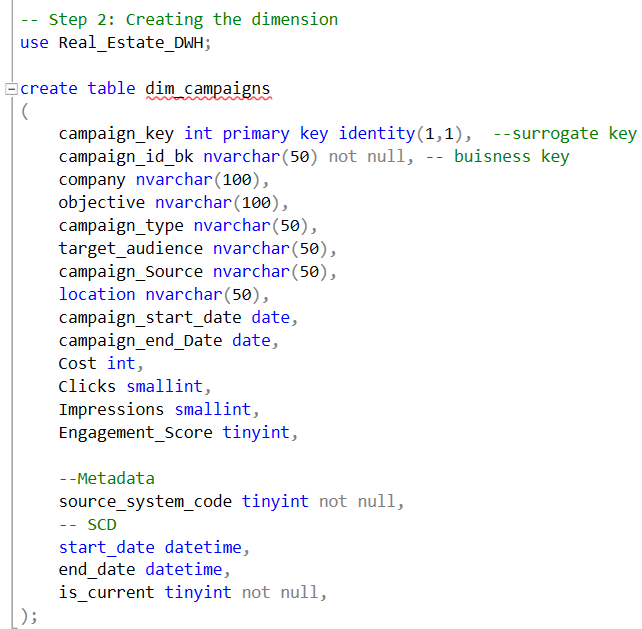 -- Step 2: Creating the dimension
use Real_Estate_DWH;
create table dim_campaigns
(
campaign_key int primary key identity(1,1), --surrogate key
campaign_id_bk nvarchar(50) not null, -- buisness key
company nvarchar(100),
objective nvarchar(100),
campaign_type nvarchar(50),
target_audience nvarchar(50),
campaign_Source nvarchar(50),
location nvarchar(50),
campaign_start_date date,
campaign_end_Date date,
Cost int,
Clicks smallint,
Impressions smallint,
Engagement_Score tinyint,
--Metadata
source_system_code tinyint not null,
-- SCD
start_date datetime,
end_date datetime,
is_current tinyint not null,
);